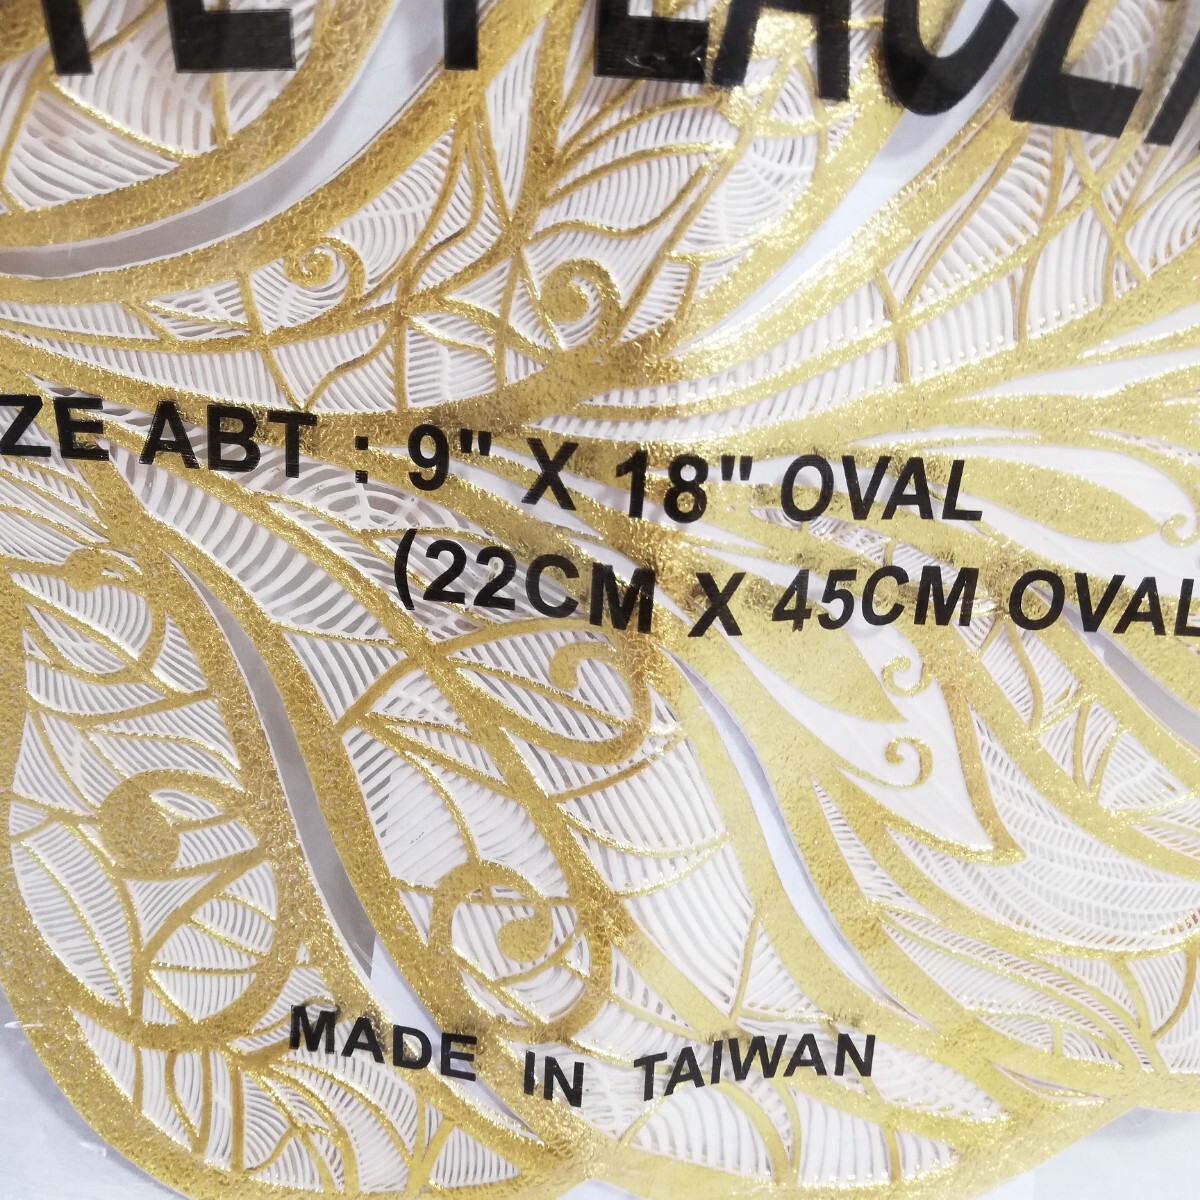 ZE ABT : 9" X 18" OVAL
(22CM X 45CM OVAL
MADE IN TAIWAN